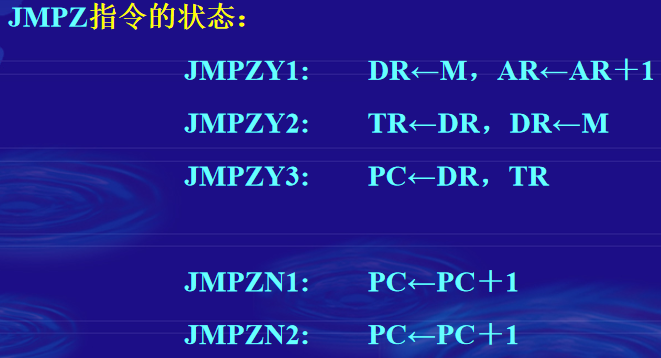 JMPZ指令的状态：
JMPZY1: DR←M，AR←AR＋1
JMPZY2: TR←DR，DR←M
JMPZY3: PC←DR，TR
JMPZN1: PC←PC＋1
JMPZN2: PC←PC＋1